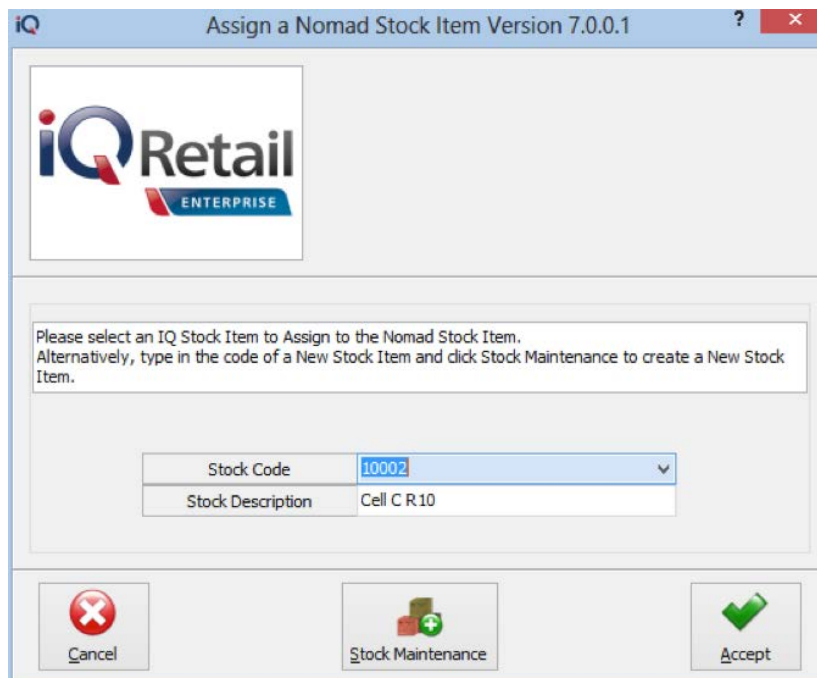 iQ Assign a Nomad Stock Item Version 7.0.0.1 ? ×
iQ Retail
ENTERPRISE
Please select an IQ Stock Item to Assign to the Nomad Stock Item.
Alternatively, type in the code of a New Stock Item and click Stock Maintenance to create a New Stock
Item.
Stock Code 10002
Stock Description Cell C R10
Cancel Stock Maintenance Accept